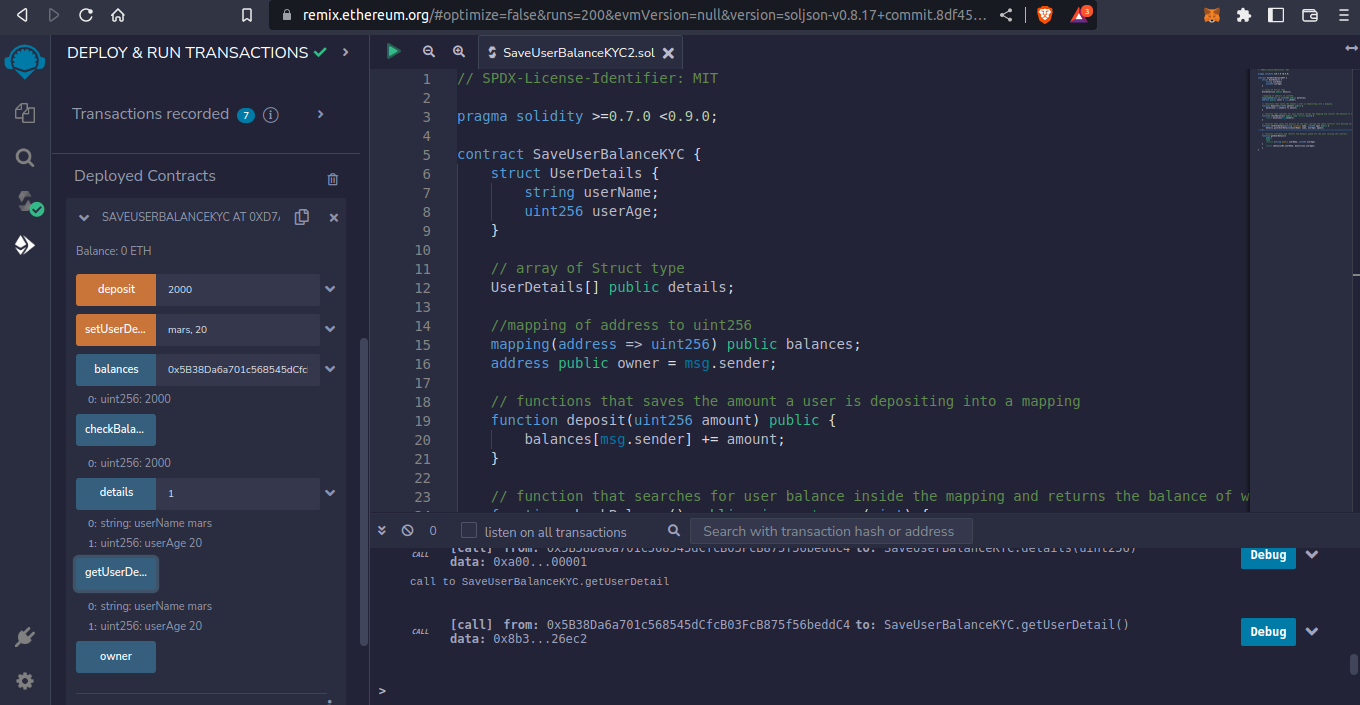 remix.ethereum.org/#optimize=false&runs=200&evmVersion=null&version=soljson-v0.8.17+commit.8df45...
3
DEPLOY & RUN TRANSACTIONS
Transactions recorded 7 i
Deployed Contracts
SAVEUSERBALANCEKYC AT 0XD7
Balance: 0 ETH
deposit 2000
setUserDe... mars, 20
balances 0x5B38Da6a701c568545dCfc
0: uint256: 2000
checkBala...
0: uint256: 2000
details 1
0: string: userName mars
1: uint256: userAge 20
getUserDe...
0: string: userName mars
1: uint256: userAge 20
owner
SaveUserBalanceKYC2.sol
1 // SPDX-License-Identifier: MIT
2
3 pragma solidity >=0.7.0 <0.9.0;
4
5 contract SaveUserBalanceKYC {
6 struct UserDetails {
7 string userName;
8 uint256 userAge;
9 }
10
11 // array of Struct type
12 UserDetails[] public details;
13
14 //mapping of address to uint256
15 mapping(address => uint256) public balances;
16 address public owner = msg.sender;
17
18 // functions that saves the amount a user is depositing into a mapping
19 function deposit(uint256 amount) public {
20 balances[msg.sender] += amount;
21 }
22
23 // function that searches for user balance inside the mapping and returns the balance of w
0 listen on all transactions Search with transaction hash or address
CALL [call] from: 0x5B38Da6a701c568545dCfcB03FcB875f56beddC4 to: SaveUserBalanceKYC.details(uint256)
data: 0xa00...00001 Debug
call to SaveUserBalanceKYC.getUserDetail
CALL [call] from: 0x5B38Da6a701c568545dCfcB03FcB875f56beddC4 to: SaveUserBalanceKYC.getUserDetail()
data: 0x8b3...26ec2 Debug
>